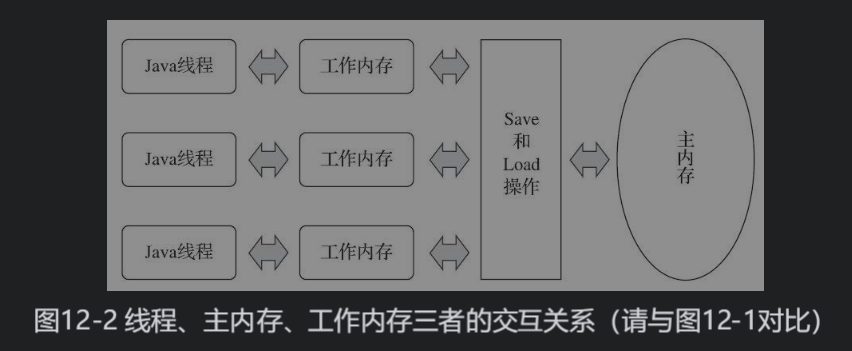 Java线程 工作内存
Java线程 工作内存
Java线程 工作内存
Save
和
Load
操作
主
内
存
图12-2 线程、主内存、工作内存三者的交互关系（请与图12-1对比）